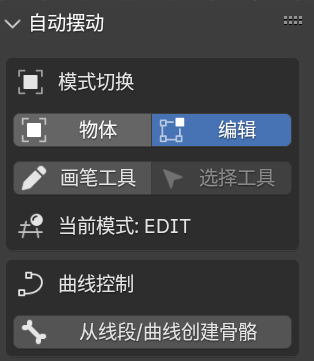 自动摆动
模式切换
物体 编辑
画笔工具 选择工具
当前模式: EDIT
曲线控制
从线段/曲线创建骨骼